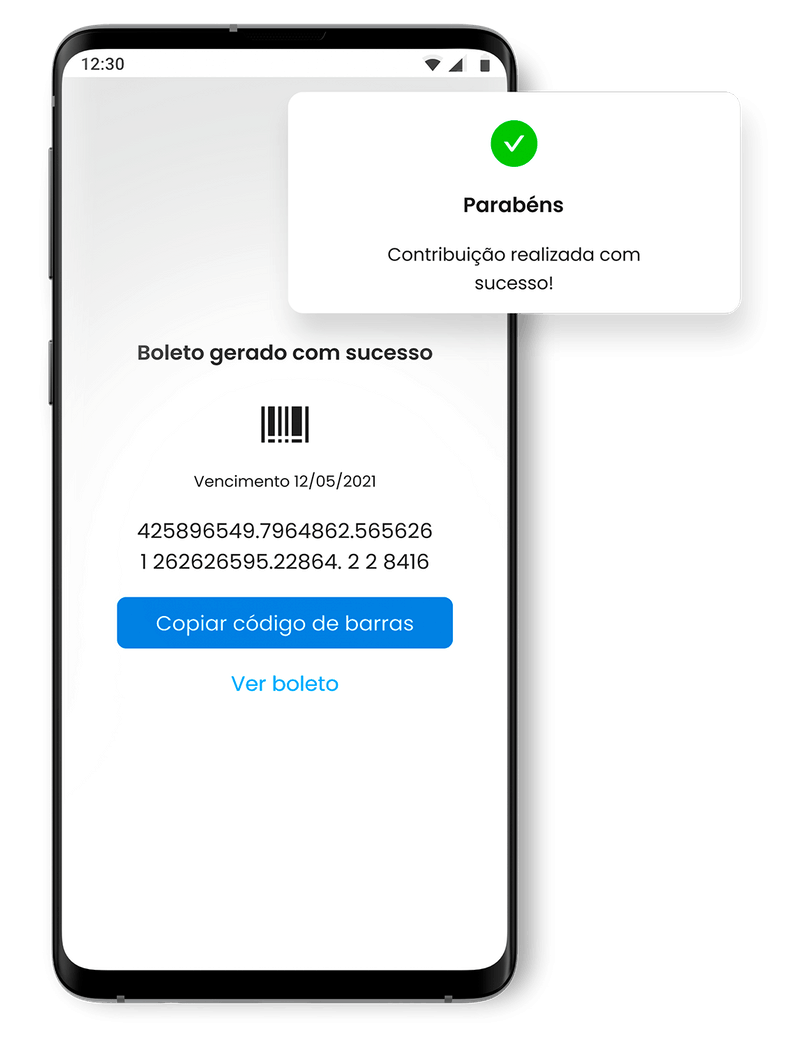 12:30
Parabéns
Contribuição realizada com
sucesso!
Boleto gerado com sucesso
Vencimento 12/05/2021
425896549.7964862.565626
1 262626595.22864. 2 2 8416
Copiar código de barras
Ver boleto